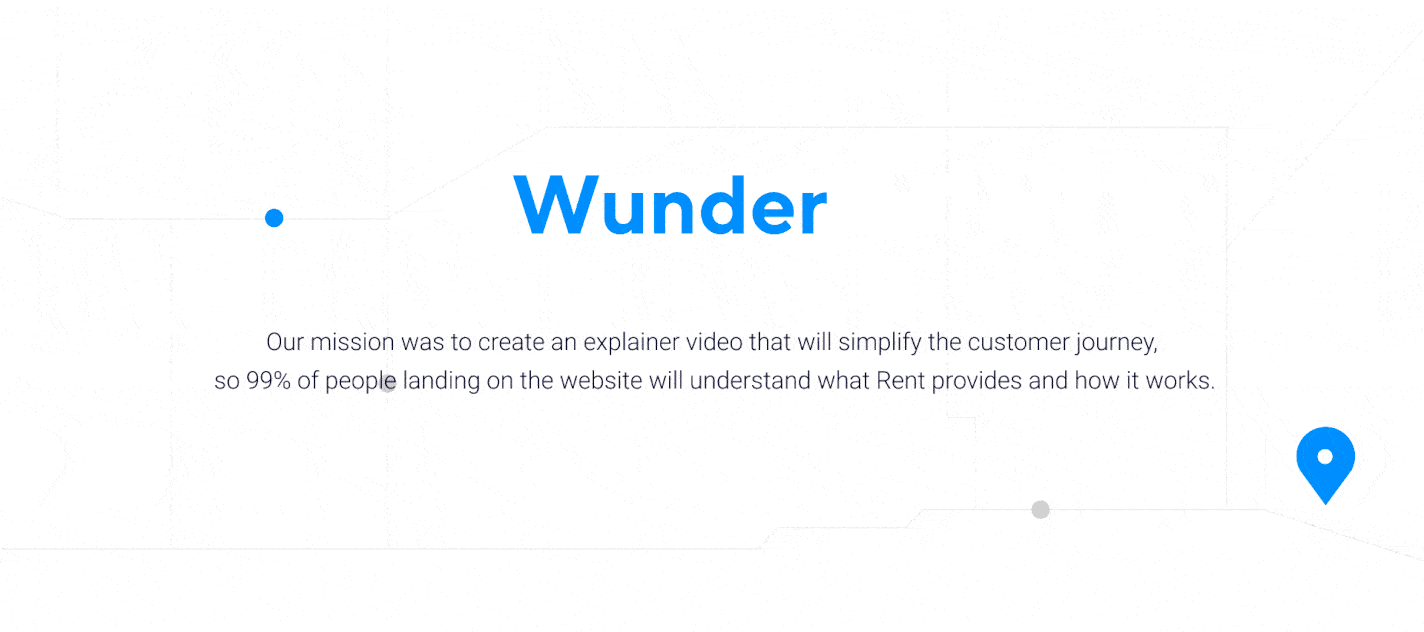 Wunder
Our mission was to create an explainer video that will simplify the customer journey,
so 99% of people landing on the website will understand what Rent provides and how it works.